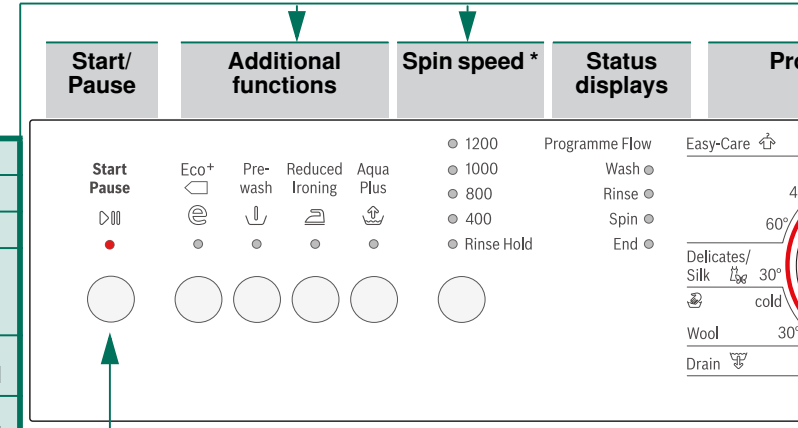 Start/
Pause
Additional
functions
Spin speed *
Status
displays
Start
Pause
Eco+
Pre-
wash
Reduced
Ironing
Aqua
Plus
e
1200
1000
800
400
Rinse Hold
Programme Flow
Wash
Rinse
Spin
End
Easy-Care
4
60°
Delicates/
Silk 30°
cold
Wool 30°
Drain